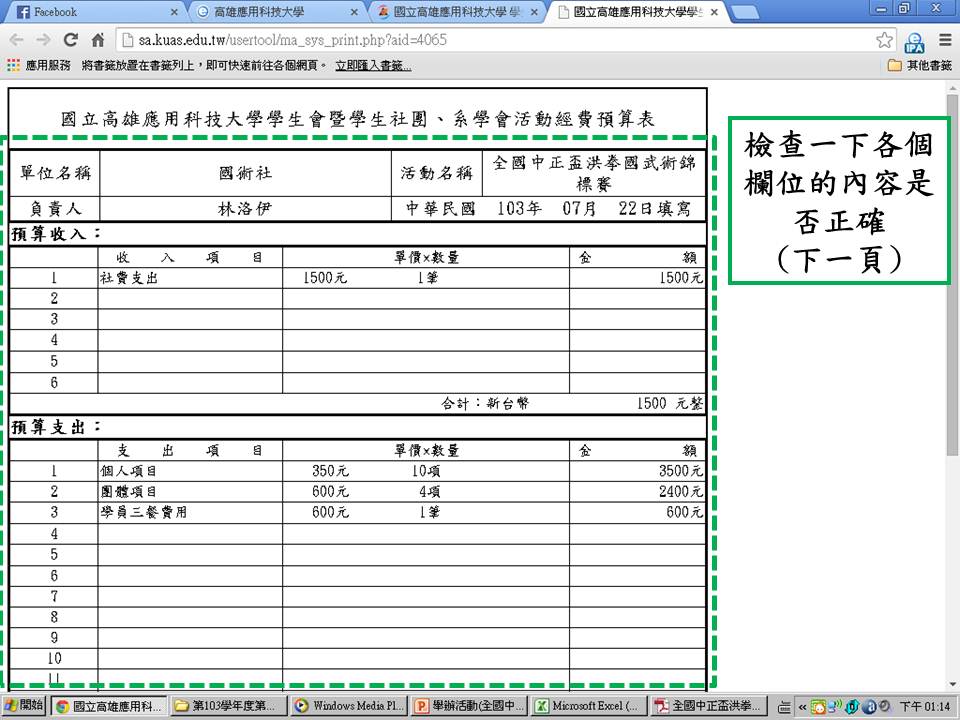 Facebook
高雄應用科技大學
國立高雄應用科技大學 學
國立高雄應用科技大學學生
sa.kuas.edu.tw/usertool/ma_sys_print.php?aid=4065
應用服務 將書籤放置在書籤列上，即可快速前往各個網頁。 立即匯入書籤...
其他書籤
國立高雄應用科技大學學生會暨學生社團、系學會活動經費預算表
單位名稱 國術社 活動名稱 全國中正盃洪拳國武術錦
標賽
負責人 林洛伊 中華民國 103年 07月 22日填寫
預算收入：
收 入 項 目 單價×數量 金 額
1 社費支出 1500元 1筆 1500元
2
3
4
5
6
合計：新台幣 1500 元整
預算支出：
支 出 項 目 單價×數量 金 額
1 個人項目 350元 10項 3500元
2 團體項目 600元 4項 2400元
3 學員三餐費用 600元 1筆 600元
4
5
6
7
8
9
10
11
檢查一下各個
欄位的內容是
否正確
（下一頁）
開始 國立高雄應用科... 第103學年度第... Windows Media Pl... 舉辦活動(全國中... Microsoft Excel (... 全國中正盃洪拳... 下午 01:14